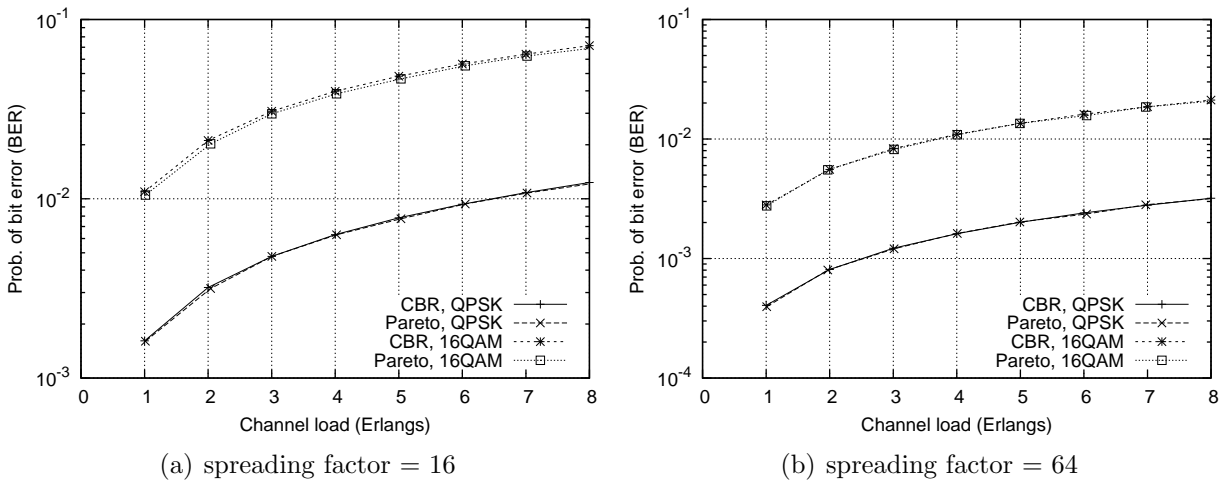 Prob. of bit error (BER)
10^-1
10^-2
10^-3
CBR, QPSK
Pareto, QPSK
CBR, 16QAM
Pareto, 16QAM
0 1 2 3 4 5 6 7 8
Channel load (Erlangs)
(a) spreading factor = 16
Prob. of bit error (BER)
10^-1
10^-2
10^-3
10^-4
CBR, QPSK
Pareto, QPSK
CBR, 16QAM
Pareto, 16QAM
0 1 2 3 4 5 6 7 8
Channel load (Erlangs)
(b) spreading factor = 64